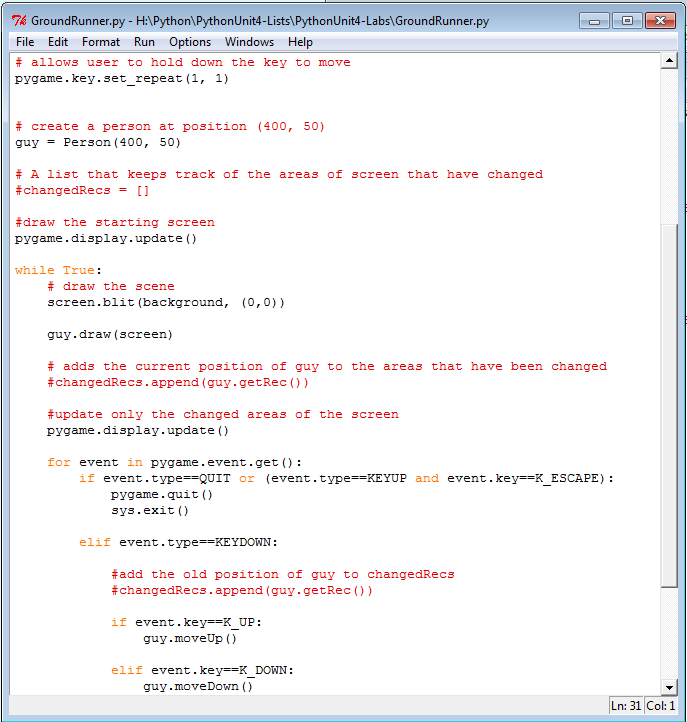 GroundRunner.py - H:\Python\PythonUnit4-Lists\PythonUnit4-Labs\GroundRunner.py
File Edit Format Run Options Windows Help
# allows user to hold down the key to move
pygame.key.set_repeat(1, 1)
# create a person at position (400, 50)
guy = Person(400, 50)
# A list that keeps track of the areas of screen that have changed
#changedRecs = []
#draw the starting screen
pygame.display.update()
while True:
    # draw the scene
    screen.blit(background, (0,0))
    guy.draw(screen)
    # adds the current position of guy to the areas that have been changed
    #changedRecs.append(guy.getRec())
    #update only the changed areas of the screen
    pygame.display.update()
    for event in pygame.event.get():
        if event.type==QUIT or (event.type==KEYUP and event.key==K_ESCAPE):
            pygame.quit()
            sys.exit()
        elif event.type==KEYDOWN:
            #add the old position of guy to changedRecs
            #changedRecs.append(guy.getRec())
            if event.key==K_UP:
                guy.moveUp()
            elif event.key==K_DOWN:
                guy.moveDown()
Ln: 31 Col: 1